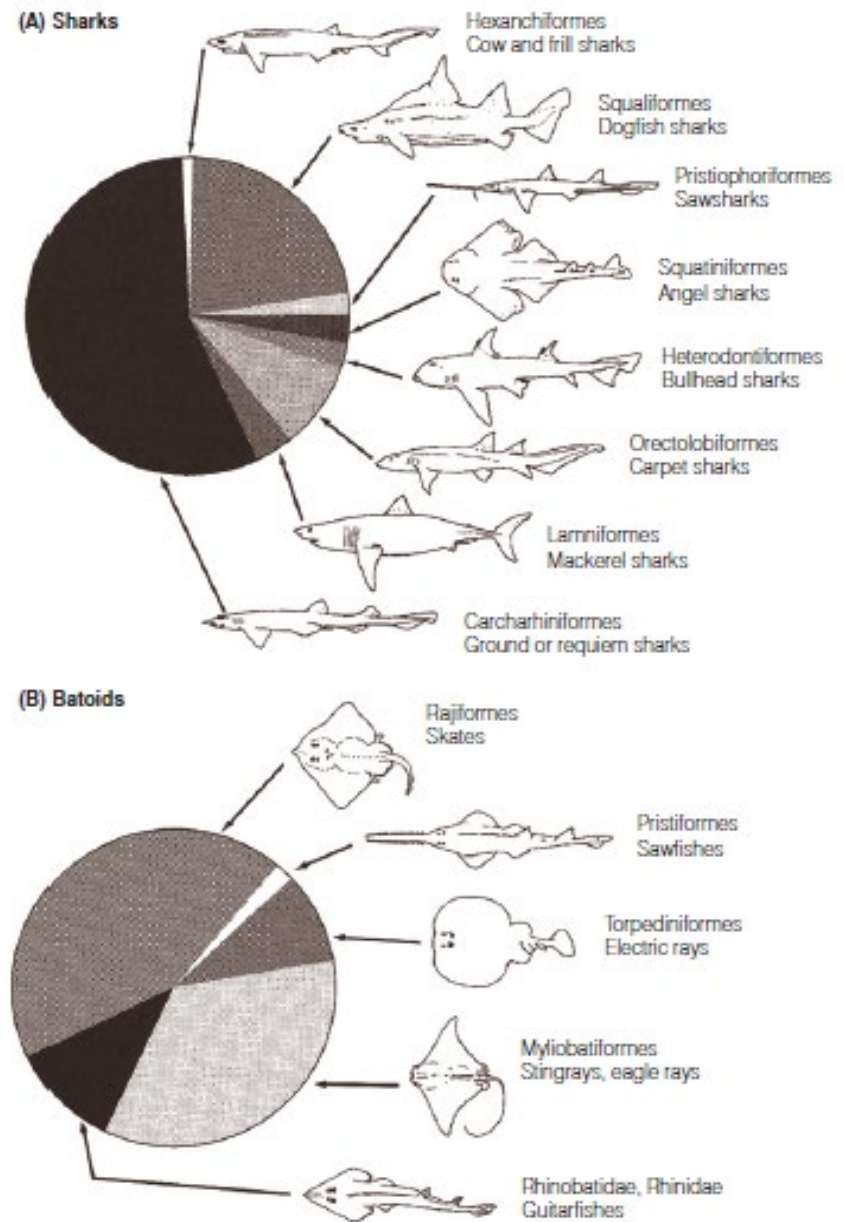 (A) Sharks
Hexanchiformes
Cow and frill sharks
Squaliformes
Dogfish sharks
Pristiophoriformes
Sawsharks
Squatiniformes
Angel sharks
Heterodontiformes
Bullhead sharks
Orectolobiformes
Carpet sharks
Lamniformes
Mackerel sharks
Carcharhiniformes
Ground or requiem sharks
(B) Batoids
Rajiformes
Skates
Pristiformes
Sawfishes
Torpediniformes
Electric rays
Myliobatiformes
Stingrays, eagle rays
Rhinobatidae, Rhinidae
Guitarfishes